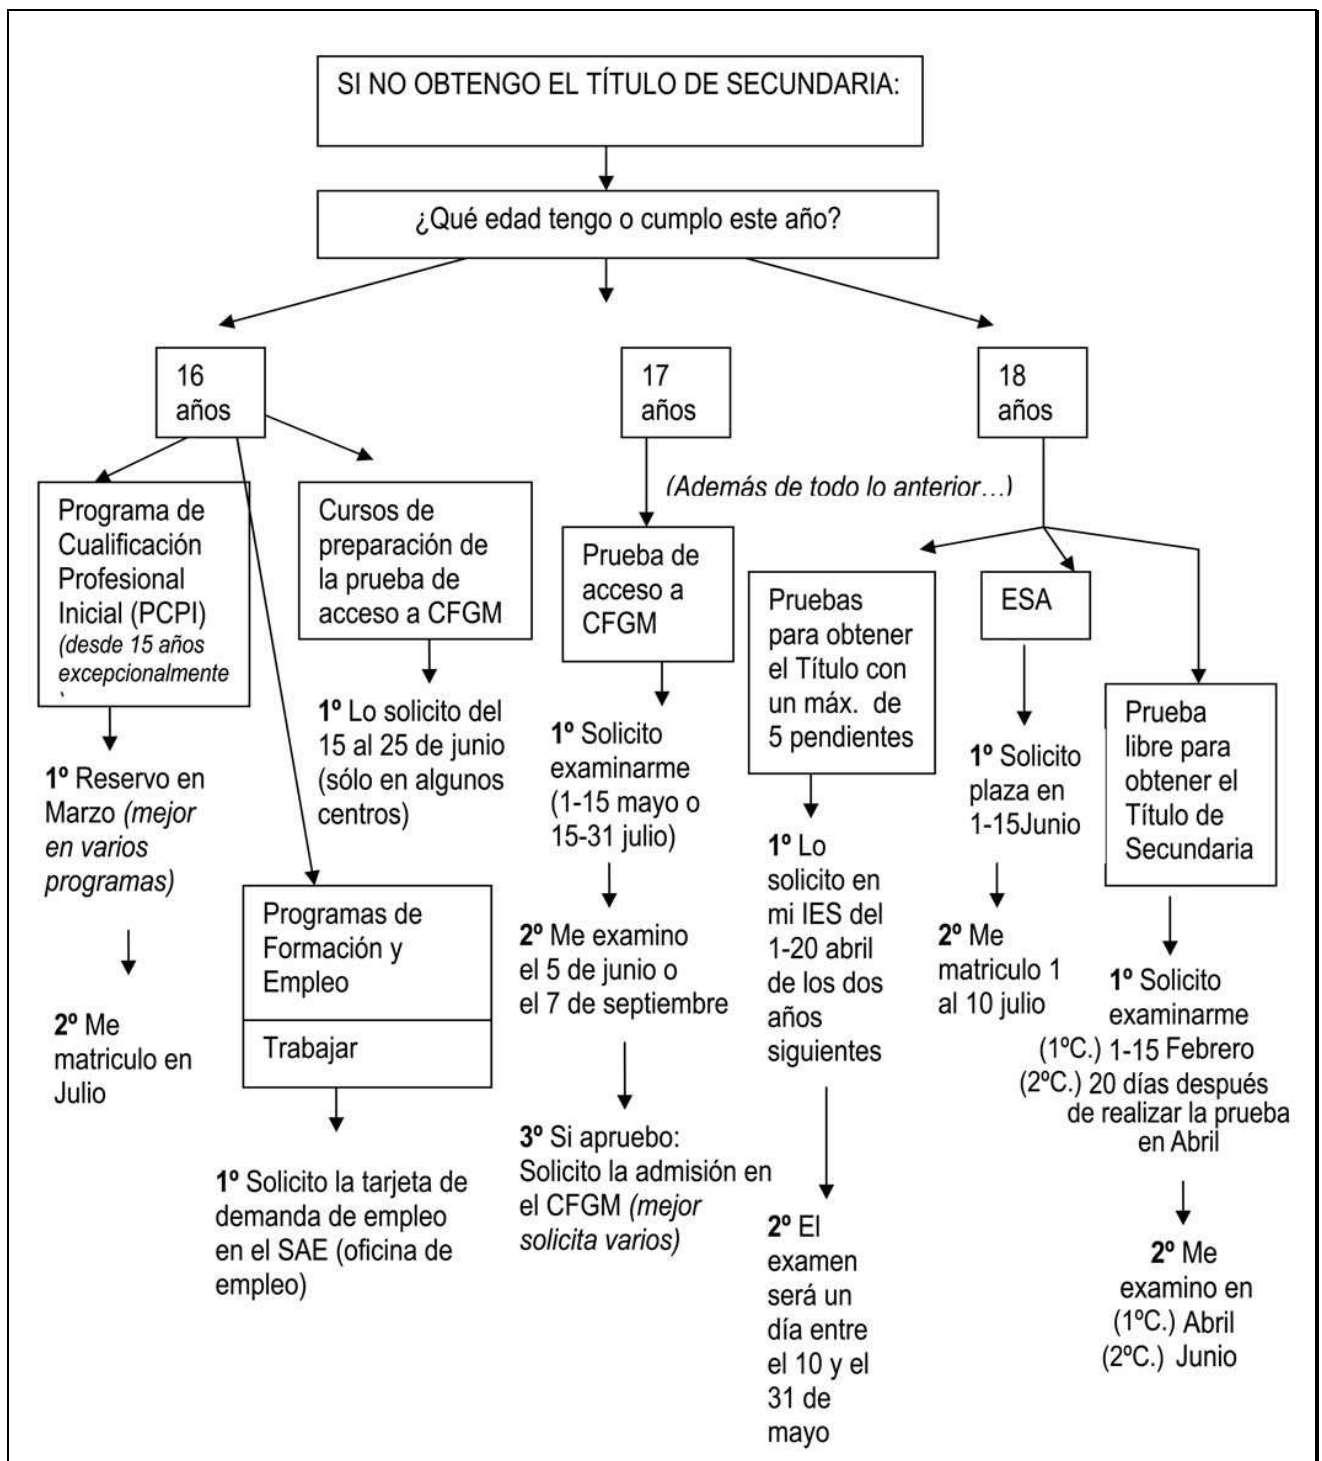 SI NO OBTENGO EL TÍTULO DE SECUNDARIA:
¿Qué edad tengo o cumplo este año?
16
años
17
años
18
años
(Además de todo lo anterior…)
Programa de
Cualificación
Profesional
Inicial (PCPI)
(desde 15 años
excepcionalmente
)
1º Reservo en
Marzo (mejor
en varios
programas)
2º Me
matriculo en
Julio
Cursos de
preparación de
la prueba de
acceso a CFGM
1º Lo solicito del
15 al 25 de junio
(sólo en algunos
centros)
Programas de
Formación y
Empleo
Trabajar
1º Solicito la tarjeta de
demanda de empleo
en el SAE (oficina de
empleo)
Prueba de
acceso a
CFGM
1º Solicito
examinarme
(1-15 mayo o
15-31 julio)
2º Me examino
el 5 de junio o
el 7 de septiembre
3º Si apruebo:
Solicito la admisión en
el CFGM (mejor
solicita varios)
Pruebas
para obtener
el Título con
un máx. de
5 pendientes
1º Lo
solicito en
mi IES del
1-20 abril
de los dos
años
siguientes
2º El
examen
será un
día entre
el 10 y el
31 de
mayo
ESA
1º Solicito
plaza en
1-15Junio
2º Me
matriculo 1
al 10 julio
Prueba
libre para
obtener el
Título de
Secundaria
1º Solicito
examinarme
(1ºC.) 1-15 Febrero
(2ºC.) 20 días después
de realizar la prueba
en Abril
2º Me
examino en
(1ºC.) Abril
(2ºC.) Junio